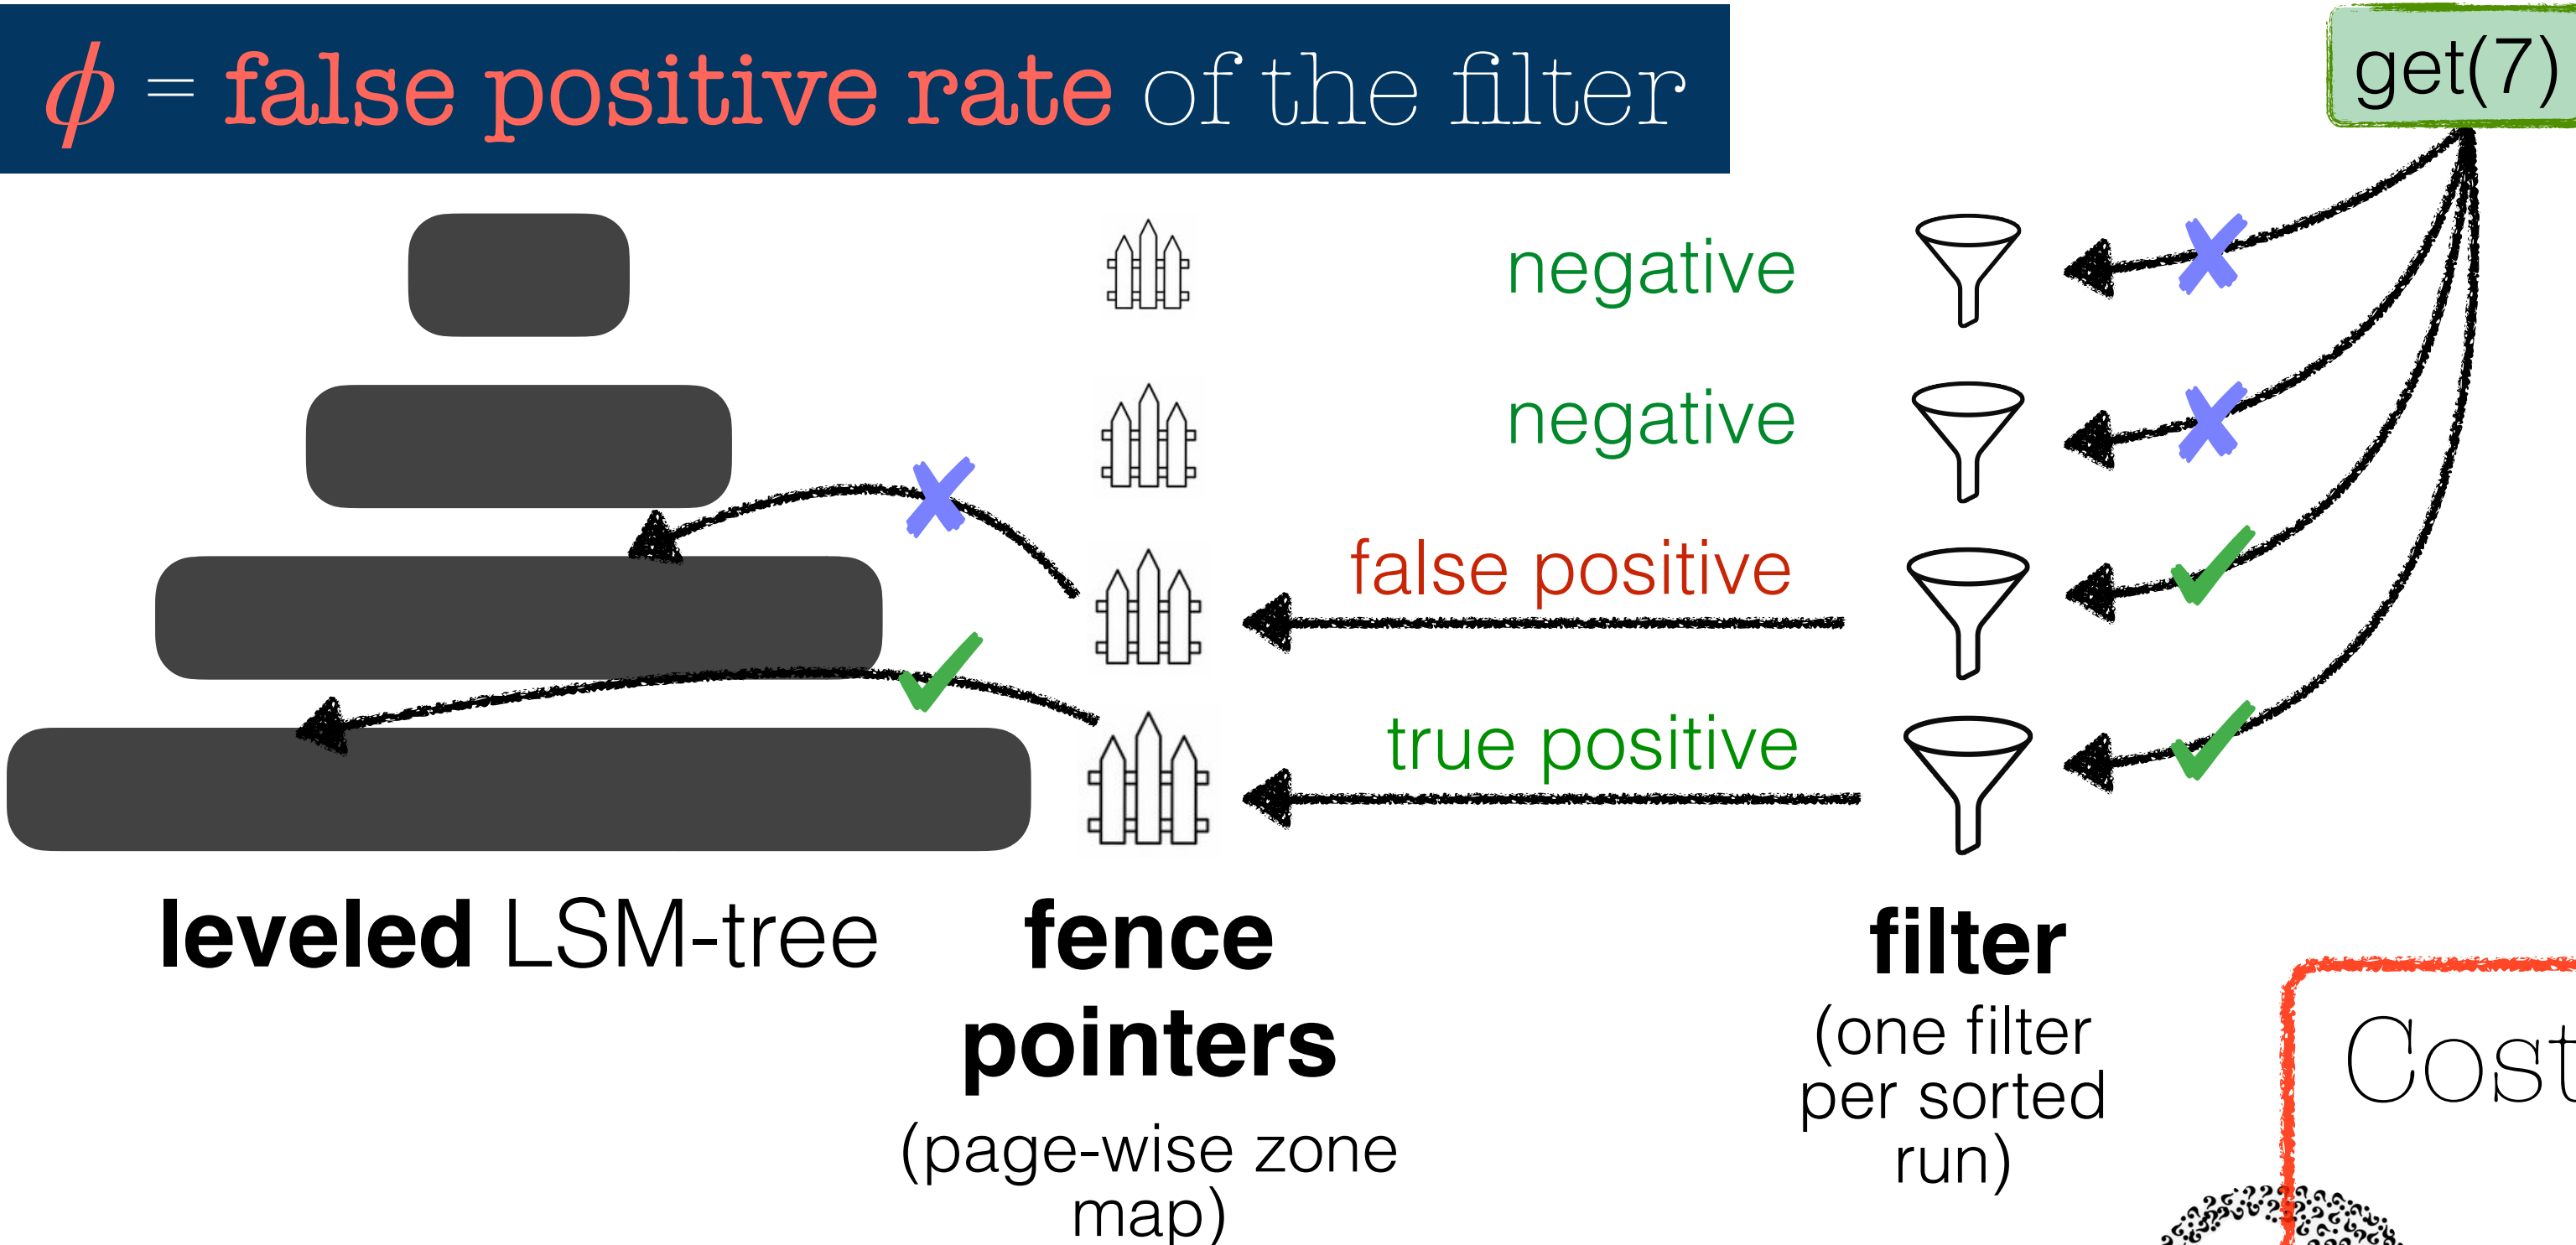 ϕ = false positive rate of the filter
get(7)
negative
negative
false positive
true positive
leveled LSM-tree
fence
pointers
(page-wise zone
map)
filter
(one filter
per sorted
run)
Cost